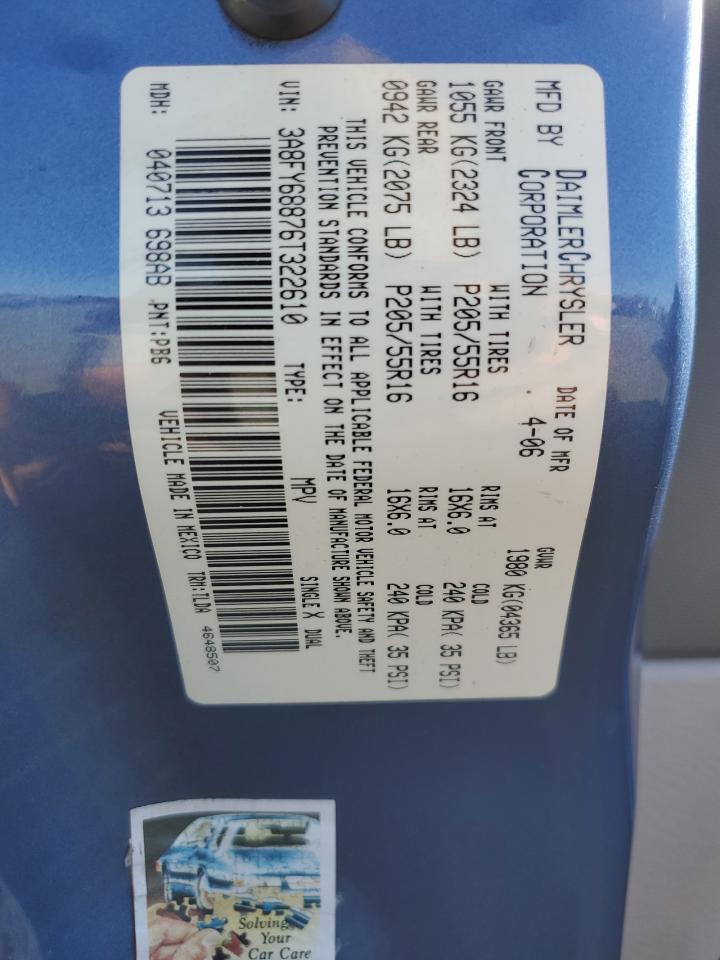 MFD BY DAIMLERCHRYSLER CORPORATION
DATE OF MFR 4-06
GVWR 1980 KG(04365 LB)
GAWR FRONT WITH TIRES RIMS AT COLD
1055 KG(2324 LB) P205/55R16 16X6.0 240 KPA( 35 PSI)
GAWR REAR WITH TIRES RIMS AT COLD
0942 KG(2075 LB) P205/55R16 16X6.0 240 KPA( 35 PSI)
THIS VEHICLE CONFORMS TO ALL APPLICABLE FEDERAL MOTOR VEHICLE SAFETY AND THEFT
PREVENTION STANDARDS IN EFFECT ON THE DATE OF MANUFACTURE SHOWN ABOVE.
VIN: 3A8FY68876T322610 TYPE: MPV SINGLE X DUAL
MDH: 040713 698AB PNT:PB6 VEHICLE MADE IN MEXICO TRM:TLDA 4648507
Solving
Your
Car Care